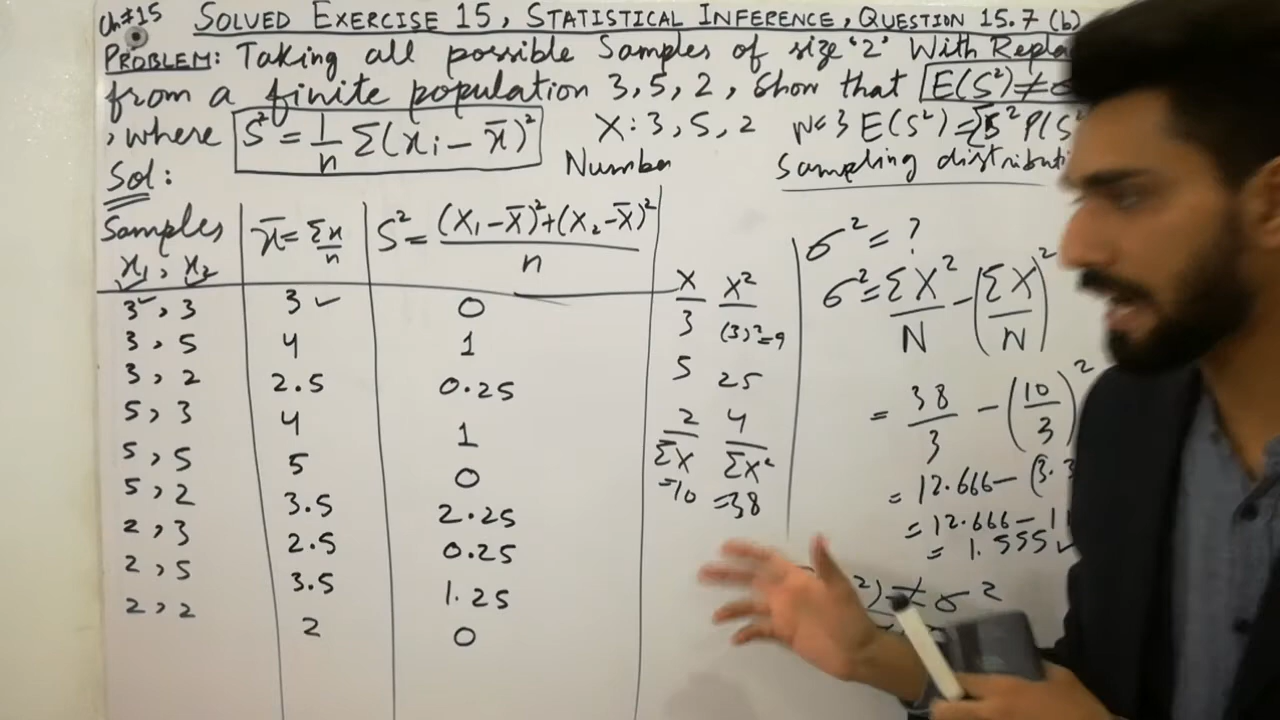 Ch#15 SOLVED EXERCISE 15, STATISTICAL INFERENCE, QUESTION 15.7 (b)
PROBLEM: Taking all possible Samples of size '2' With Repla
from a finite population 3, 5, 2, Show that E(S²) ≠ σ
, where S² = 1/n Σ(xi - x̄)² X: 3, 5, 2 N=3 E(S²) = ΣS² P(S²
Sol: Number Sampling distributi
Samples x̄ = Σx/n S² = (X₁-X̄)²+(X₂-X̄)²/n
x₁, x₂
3, 3 3 0
3, 5 4 1
3, 2 2.5 0.25
5, 3 4 1
5, 5 5 0
5, 2 3.5 2.25
2, 3 2.5 0.25
2, 5 3.5 1.25
2, 2 2 0
X X²
3 (3)²=9
5 25
2 4
ΣX ΣX²
=10 =38
σ² = ?
σ² = ΣX²/N - (ΣX/N)²
= 38/3 - (10/3)²
= 12.666 - (3.3
= 12.666 - 11
= 1.555
²) ≠ σ²